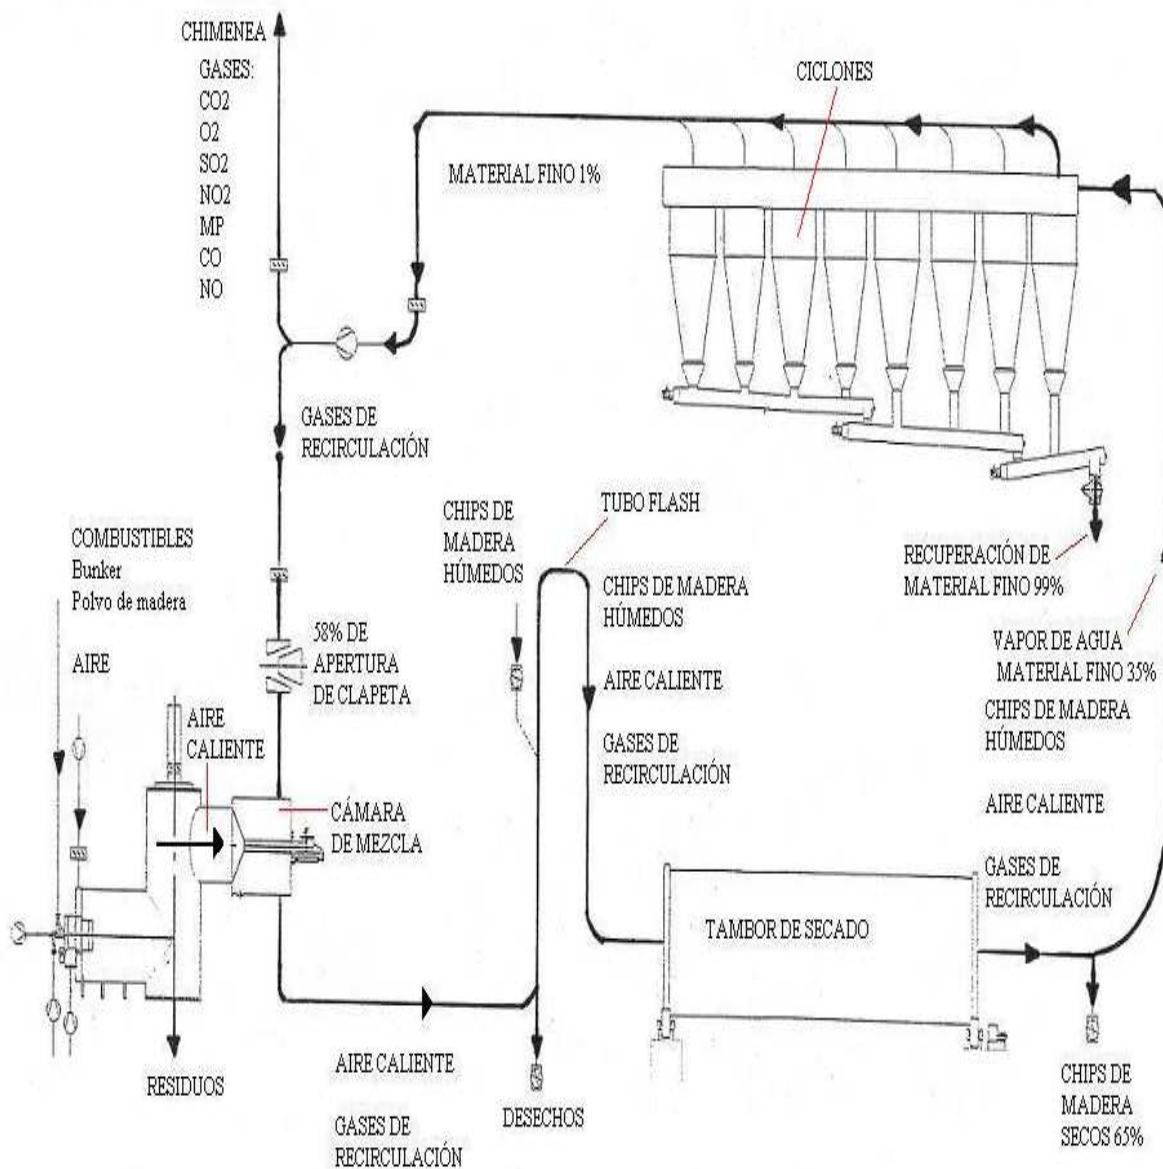 CHIMENEA
GASES:
CO2
O2
SO2
NO2
MP
CO
NO
CICLONES
MATERIAL FINO 1%
GASES DE
RECIRCULACIÓN
COMBUSTIBLES
Bunker
Polvo de madera
AIRE
58% DE
APERTURA
DE CLAPETA
AIRE
CALIENTE
CÁMARA
DE MEZCLA
RESIDUOS
AIRE CALIENTE
GASES DE
RECIRCULACIÓN
DESECHOS
CHIPS DE
MADERA
HÚMEDOS
TUBO FLASH
CHIPS DE MADERA
HÚMEDOS
AIRE CALIENTE
GASES DE
RECIRCULACIÓN
TAMBOR DE SECADO
RECUPERACIÓN DE
MATERIAL FINO 99%
VAPOR DE AGUA
MATERIAL FINO 35%
CHIPS DE MADERA
HÚMEDOS
AIRE CALIENTE
GASES DE
RECIRCULACIÓN
CHIPS DE
MADERA
SECOS 65%